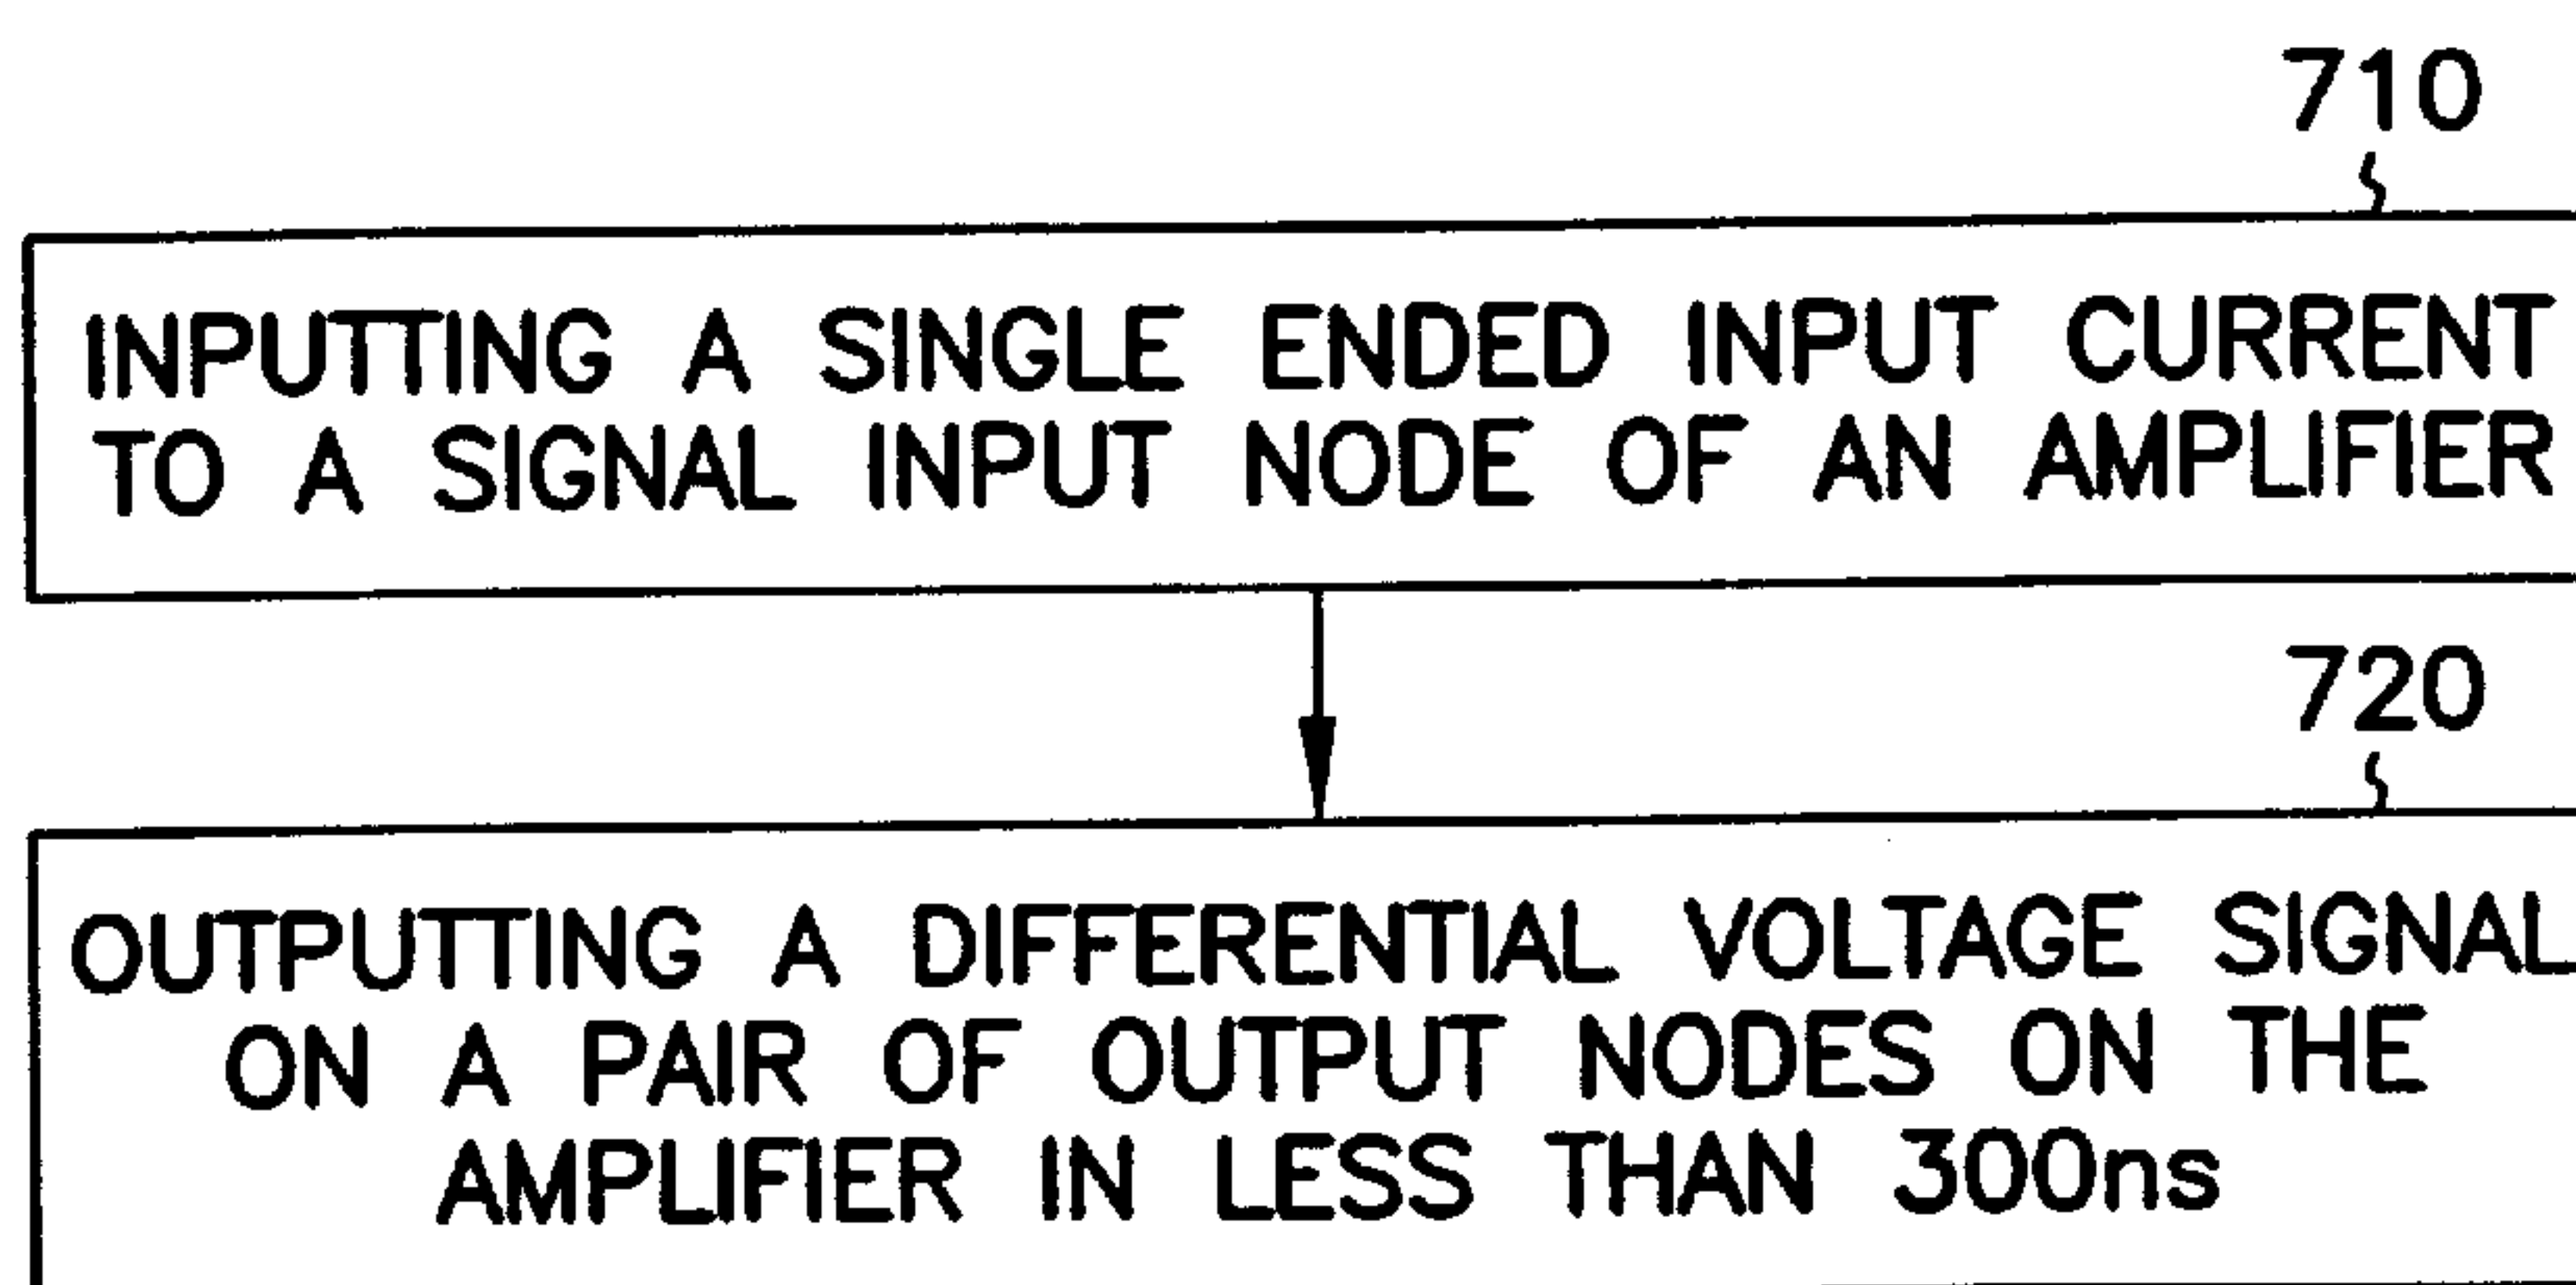 710
INPUTTING A SINGLE ENDED INPUT CURRENT
TO A SIGNAL INPUT NODE OF AN AMPLIFIER
720
OUTPUTTING A DIFFERENTIAL VOLTAGE SIGNAL
ON A PAIR OF OUTPUT NODES ON THE
AMPLIFIER IN LESS THAN 300ns